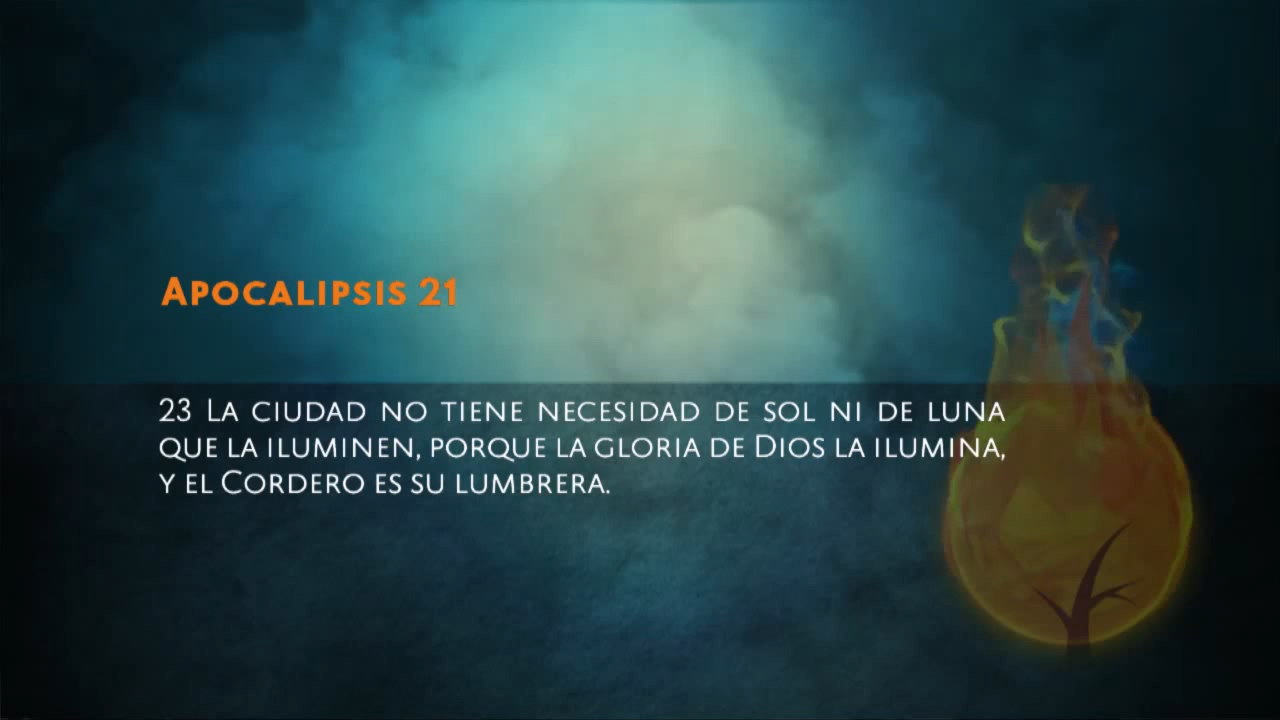 Apocalipsis 21
23 La ciudad no tiene necesidad de sol ni de luna
que la iluminen, porque la gloria de Dios la ilumina,
y el Cordero es su lumbrera.